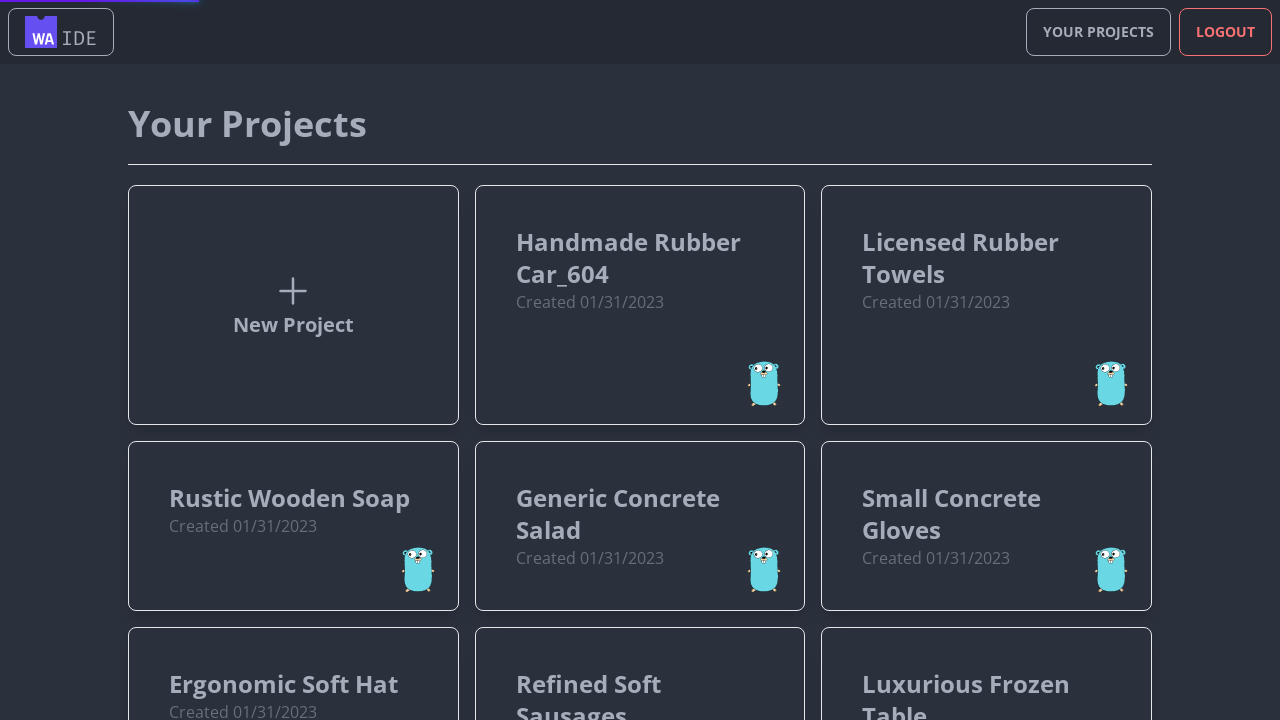 WA IDE
YOUR PROJECTS
LOGOUT
Your Projects
New Project
Handmade Rubber
Car_604
Created 01/31/2023
Licensed Rubber
Towels
Created 01/31/2023
Rustic Wooden Soap
Created 01/31/2023
Generic Concrete
Salad
Created 01/31/2023
Small Concrete
Gloves
Created 01/31/2023
Ergonomic Soft Hat
Created 01/31/2023
Refined Soft
Sausages
Luxurious Frozen
Table